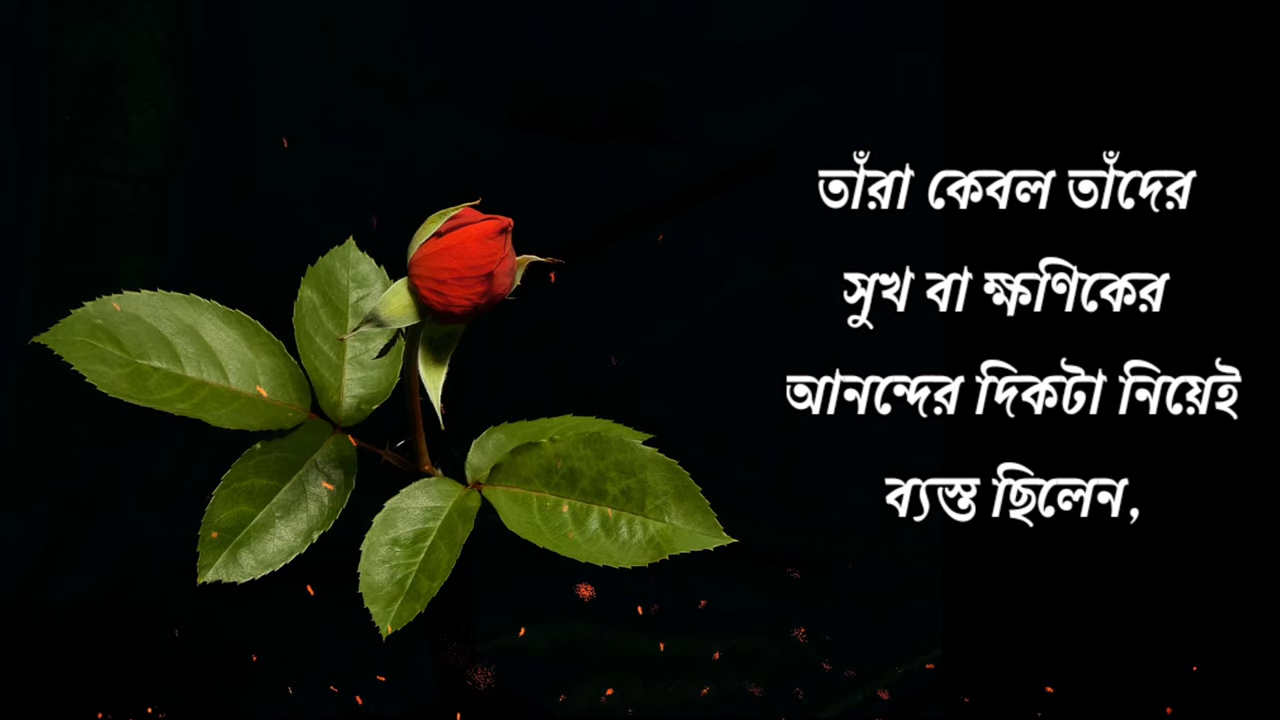 তাঁরা কেবল তাঁদের
সুখ বা ক্ষণিকের
আনন্দের দিকটা নিয়েই
ব্যস্ত ছিলেন,